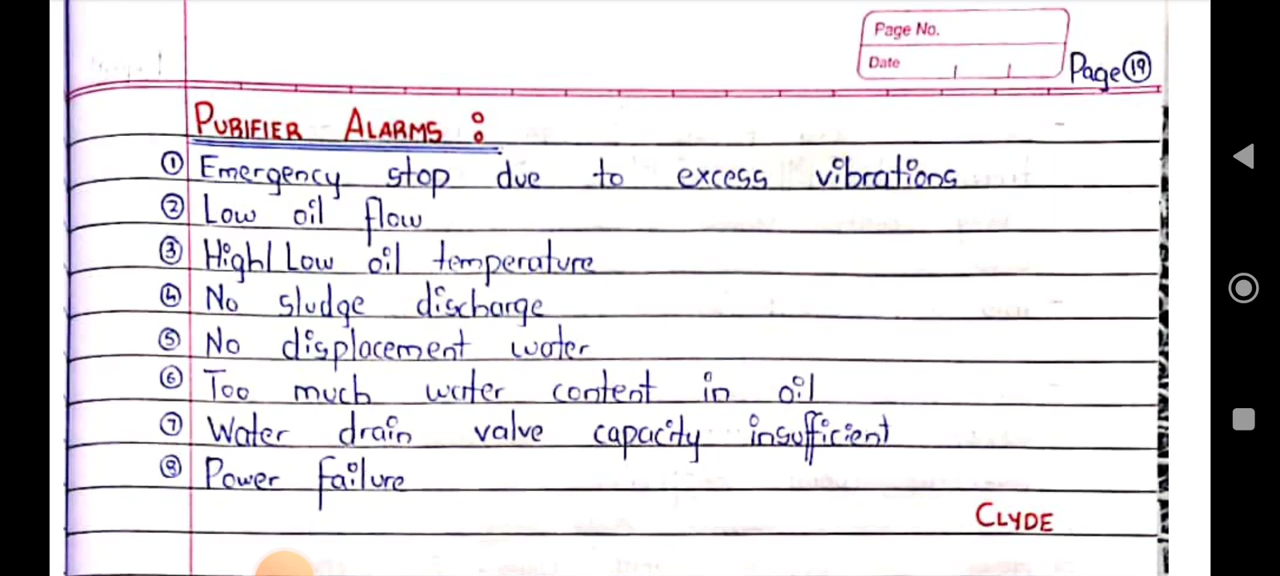 Page No.
Date
Page 19
PURIFIER ALARMS :
① Emergency stop due to excess vibrations
② Low oil flow
③ High/Low oil temperature
④ No sludge discharge
⑤ No displacement water
⑥ Too much water content in oil
⑦ Water drain valve capacity insufficient
⑧ Power failure
CLYDE